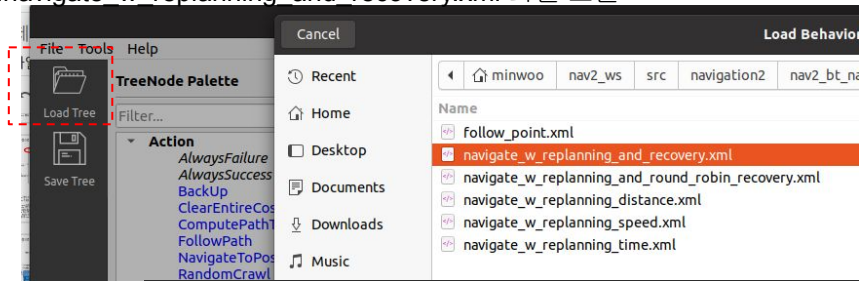 Cancel
Load Behavior
File Tools Help
TreeNode Palette
Load Tree
Filter...
Save Tree
Action
AlwaysFailure
AlwaysSuccess
BackUp
ClearEntireCos
ComputePathT
FollowPath
NavigateToPos
RandomCrawl
Recent
Home
Desktop
Documents
Downloads
Music
minwoo nav2_ws src navigation2 nav2_bt_na
Name
follow_point.xml
navigate_w_replanning_and_recovery.xml
navigate_w_replanning_and_round_robin_recovery.xml
navigate_w_replanning_distance.xml
navigate_w_replanning_speed.xml
navigate_w_replanning_time.xml